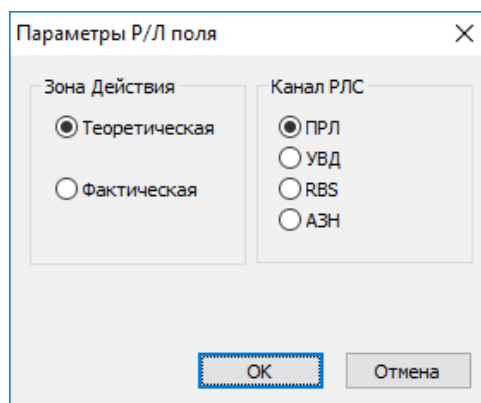 Параметры Р/Л поля
Зона Действия
Теоретическая
Фактическая
Канал РЛС
ПРЛ
УВД
RBS
АЗН
OK
Отмена